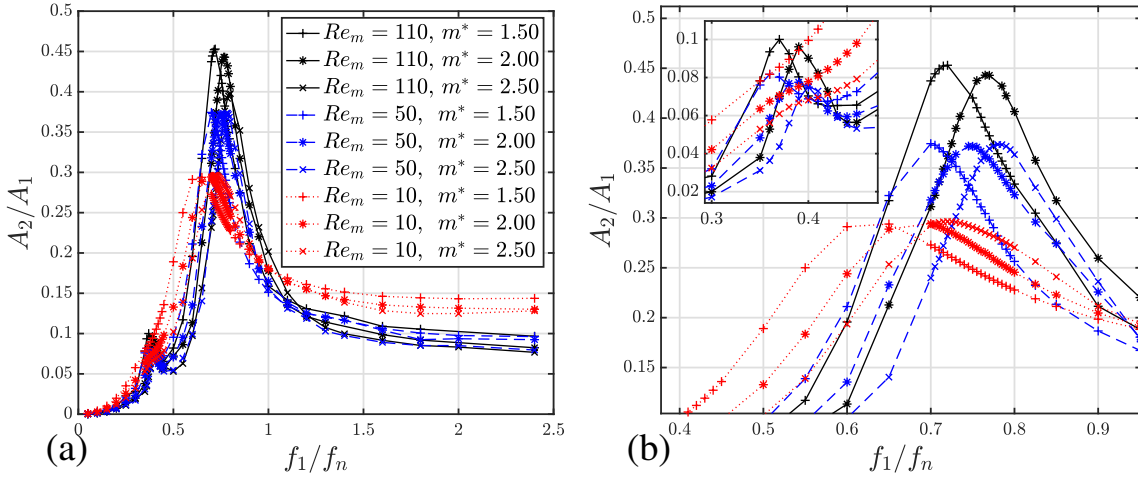 0.5
0.45
0.4
0.35
0.3
0.25
0.2
0.15
0.1
0.05
0
A₂/A₁
0 0.5 1 1.5 2 2.5
f₁/fₙ
(a)
Reₘ = 110, m* = 1.50
Reₘ = 110, m* = 2.00
Reₘ = 110, m* = 2.50
Reₘ = 50, m* = 1.50
Reₘ = 50, m* = 2.00
Reₘ = 50, m* = 2.50
Reₘ = 10, m* = 1.50
Reₘ = 10, m* = 2.00
Reₘ = 10, m* = 2.50
0.5
0.45
0.4
0.35
0.3
0.25
0.2
0.15
A₂/A₁
0.4 0.5 0.6 0.7 0.8 0.9
f₁/fₙ
(b)
0.1
0.08
0.06
0.04
0.02
0.3 0.4